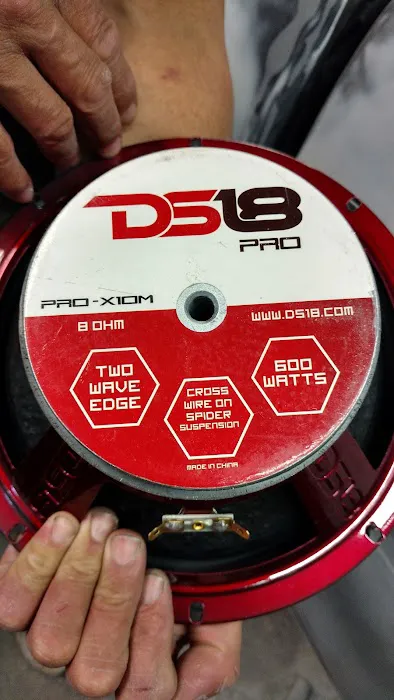 DS18
PRO
PRO-X10M
8 OHM
WWW.DS18.COM
TWO
WAVE
EDGE
CROSS
WIRE ON
SPIDER
SUSPENSION
600
WATTS
MADE IN CHINA
DS18